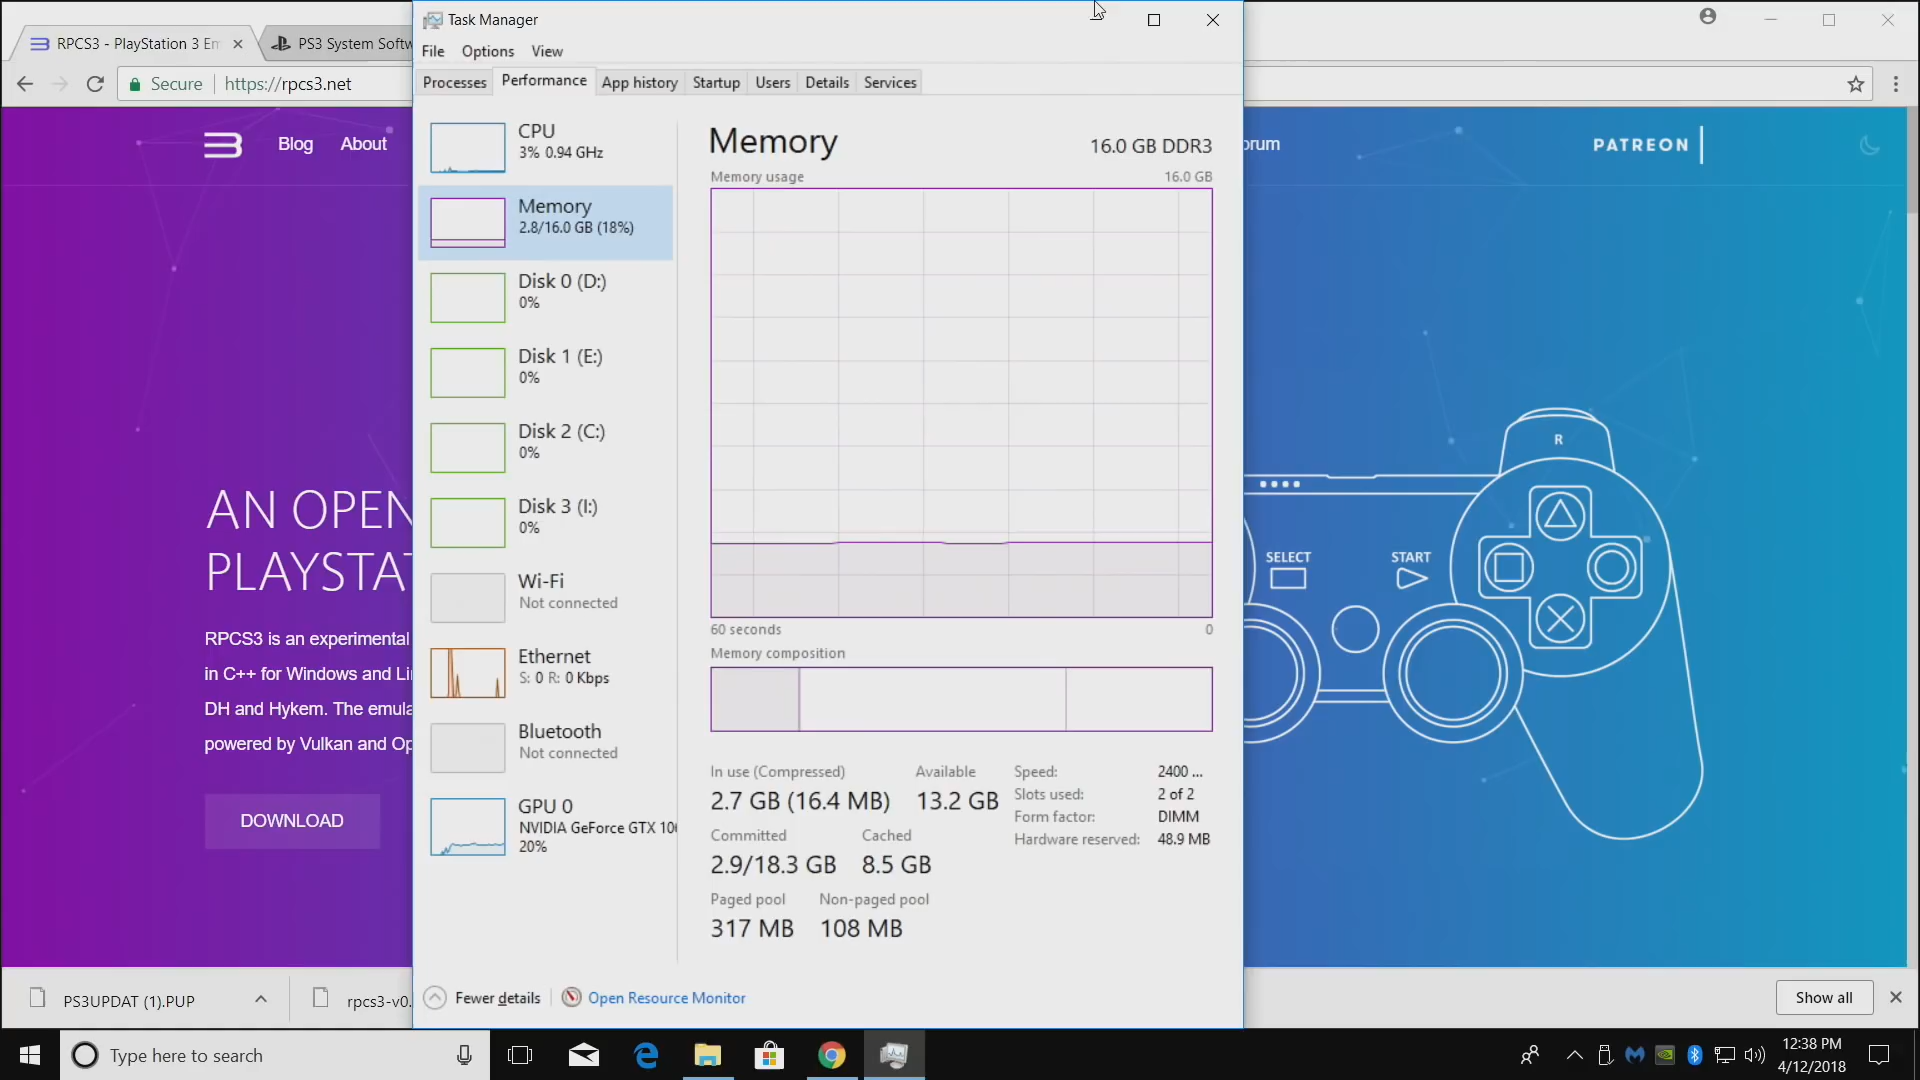 RPCS3 - PlayStation 3 Em
PS3 System Softw
Secure
https://rpcs3.net
Blog
About
orum
PATREON
AN OPEN
PLAYSTA
RPCS3 is an experimental
in C++ for Windows and Li
DH and Hykem. The emula
powered by Vulkan and Op
DOWNLOAD
R
SELECT
START
Task Manager
File
Options
View
Processes
Performance
App history
Startup
Users
Details
Services
CPU
3% 0.94 GHz
Memory
2.8/16.0 GB (18%)
Disk 0 (D:)
0%
Disk 1 (E:)
0%
Disk 2 (C:)
0%
Disk 3 (I:)
0%
Wi-Fi
Not connected
Ethernet
S: 0 R: 0 Kbps
Bluetooth
Not connected
GPU 0
NVIDIA GeForce GTX 106
20%
Memory
16.0 GB DDR3
Memory usage
16.0 GB
60 seconds
0
Memory composition
In use (Compressed)
2.7 GB (16.4 MB)
Available
13.2 GB
Committed
2.9/18.3 GB
Cached
8.5 GB
Paged pool
317 MB
Non-paged pool
108 MB
Speed: 2400 ...
Slots used: 2 of 2
Form factor: DIMM
Hardware reserved: 48.9 MB
Fewer details
Open Resource Monitor
PS3UPDAT (1).PUP
rpcs3-v0.
Show all
Type here to search
12:38 PM
4/12/2018